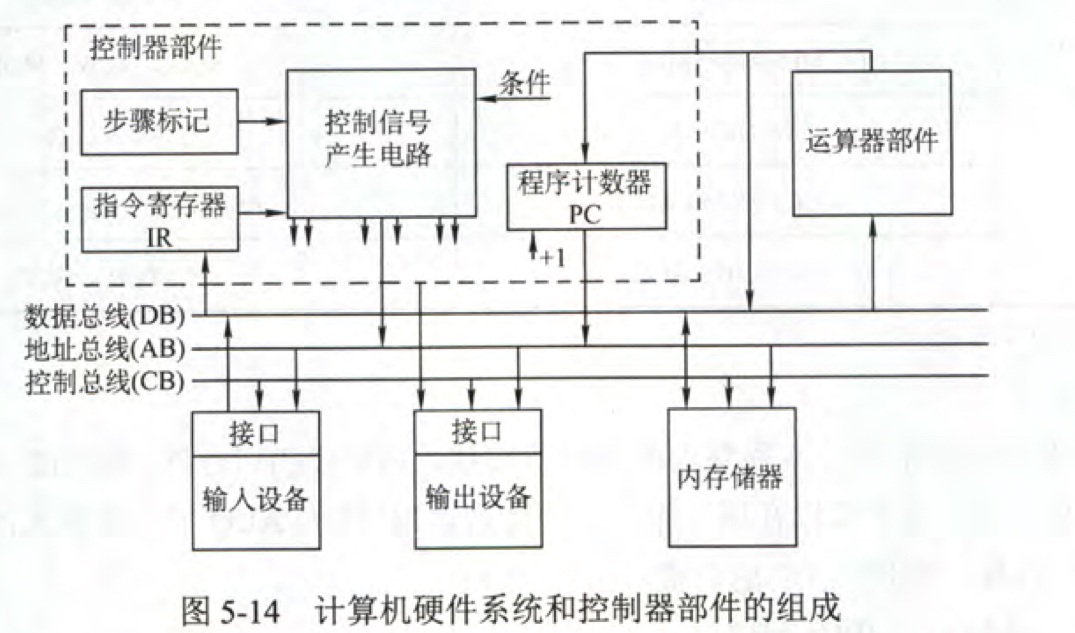 控制器部件
步骤标记
控制信号
产生电路
条件
运算器部件
指令寄存器
IR
程序计数器
PC
+1
数据总线(DB)
地址总线(AB)
控制总线(CB)
接口
输入设备
接口
输出设备
内存储器
图 5-14 计算机硬件系统和控制器部件的组成